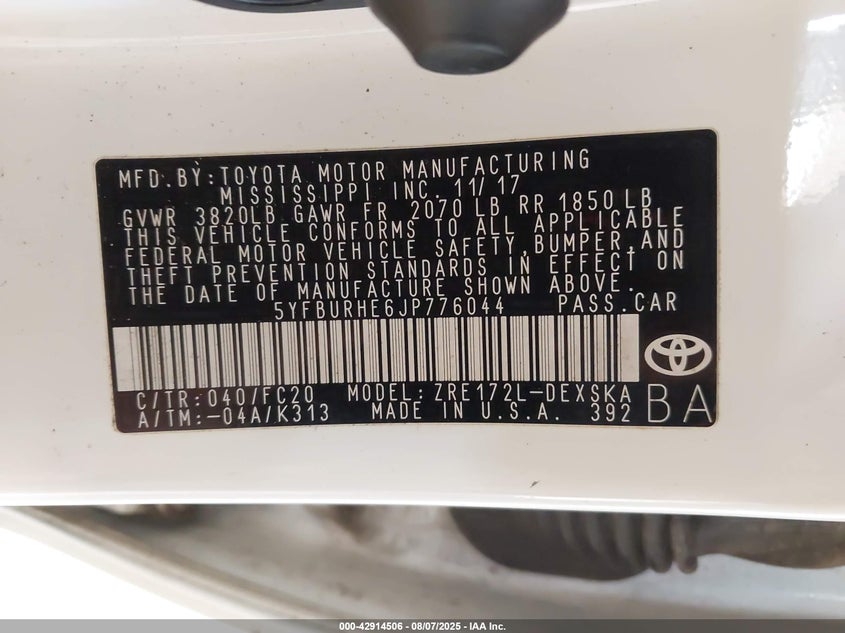 MFD.BY:TOYOTA MOTOR MANUFACTURING
MISSISSIPPI INC. 11/17
GVWR 3820LB GAWR FR 2070 LB RR 1850 LB
THIS VEHICLE CONFORMS TO ALL APPLICABLE
FEDERAL MOTOR VEHICLE SAFETY,BUMPER,AND
THEFT PREVENTION STANDARDS IN EFFECT ON
THE DATE OF MANUFACTURE SHOWN ABOVE.
5YFBURHE6JP776044 PASS.CAR
C/TR:040/FC20 MODEL:ZRE172L-DEXSKA
A/TM:-04A/K313 MADE IN U.S.A. 392 BA
000-42914506 - 08/07/2025 - IAA Inc.